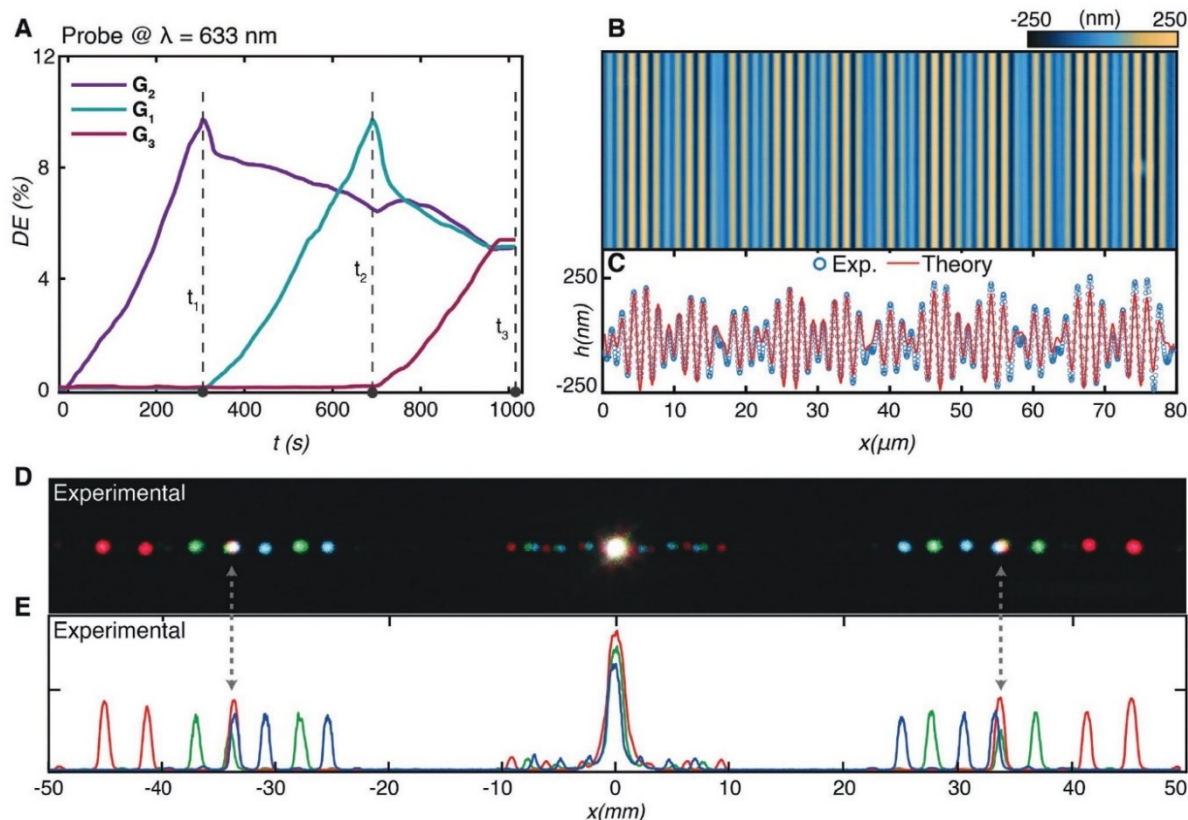 A
Probe @ λ = 633 nm
12
8
4
0
DE (%)
G2
G1
G3
t1
t2
t3
0 200 400 600 800 1000
t (s)
-250 (nm) 250
B
C
Exp. Theory
250
-250
h(nm)
0 10 20 30 40 50 60 70 80
x(μm)
D
Experimental
E
Experimental
-50 -40 -30 -20 -10 0 10 20 30 40 50
x(mm)